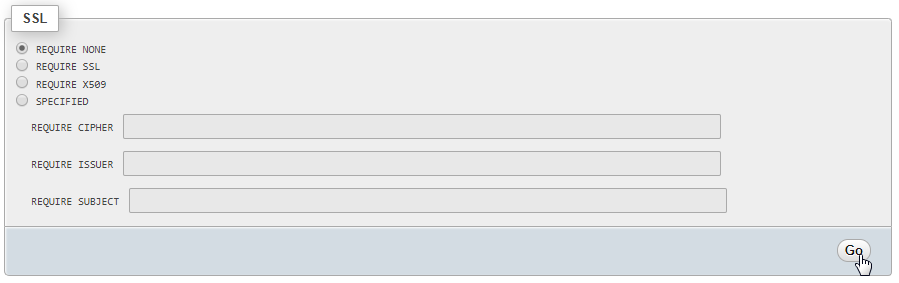 SSL
REQUIRE NONE
REQUIRE SSL
REQUIRE X509
SPECIFIED
REQUIRE CIPHER
REQUIRE ISSUER
REQUIRE SUBJECT
Go